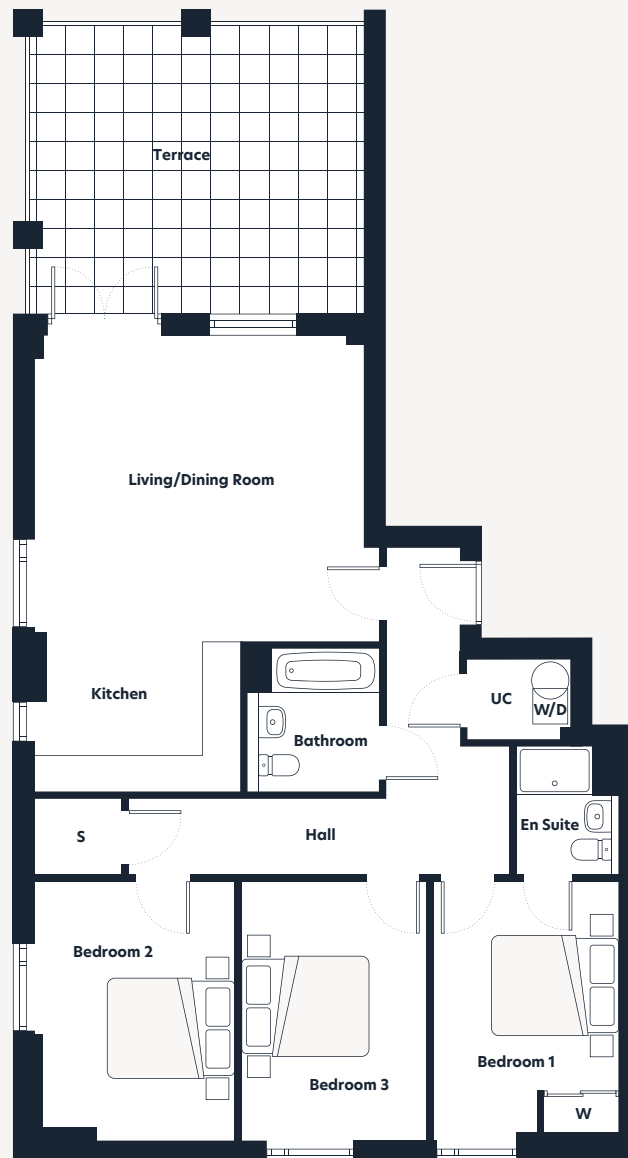 Terrace
Living/Dining Room
Kitchen
UC
W/D
Bathroom
En Suite
S
Hall
Bedroom 2
Bedroom 1
Bedroom 3
W